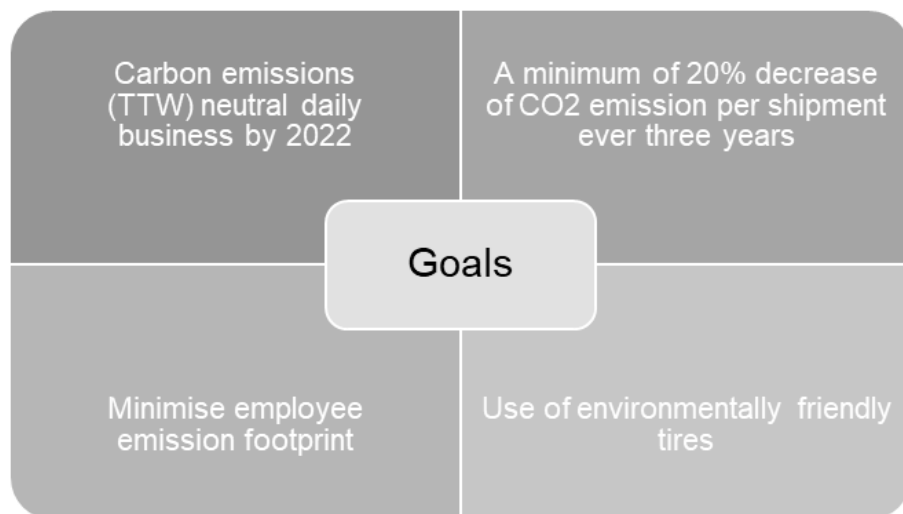 Carbon emissions
(TTW) neutral daily
business by 2022
A minimum of 20% decrease
of CO2 emission per shipment
ever three years
Goals
Minimise employee
emission footprint
Use of environmentally friendly
tires